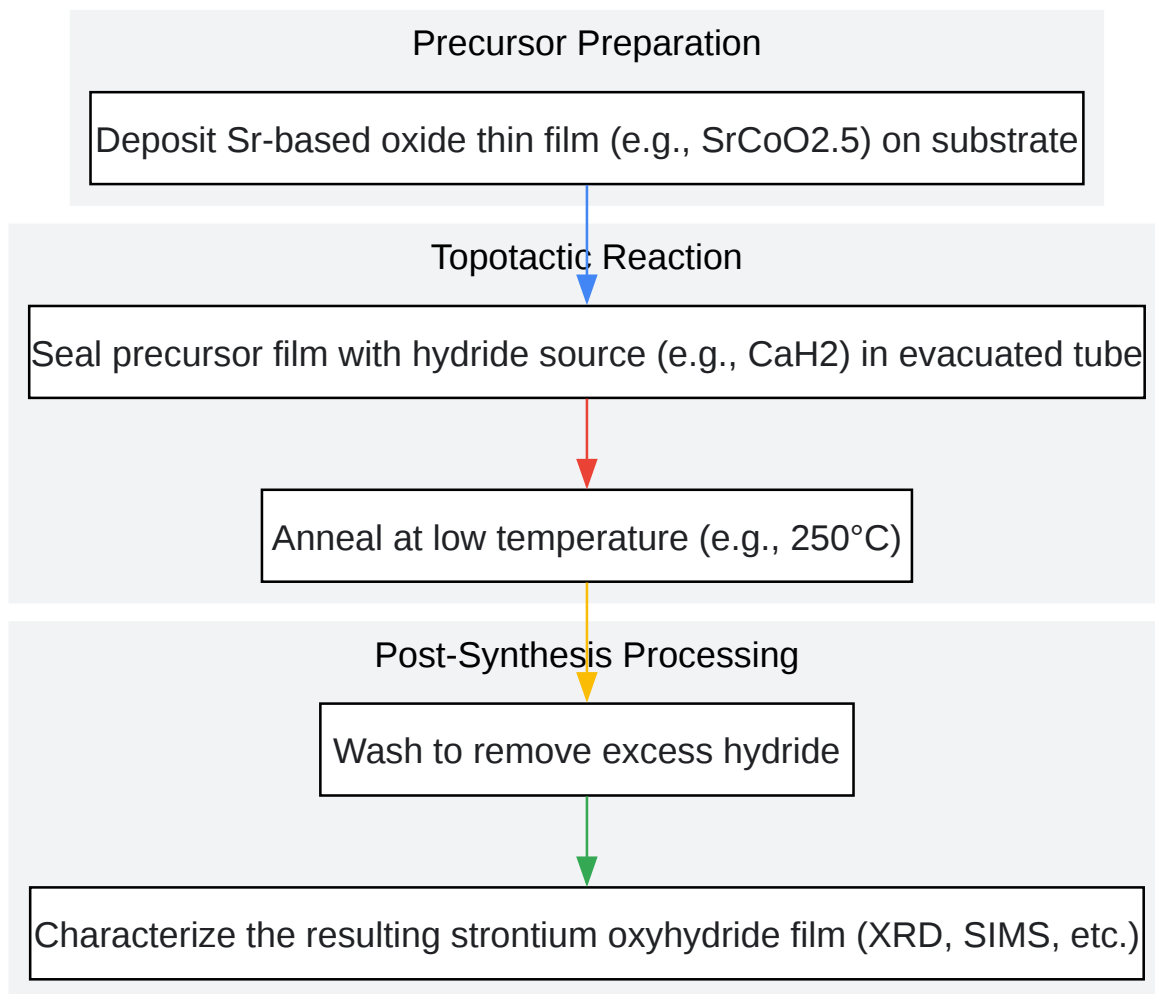 Precursor Preparation
Deposit Sr-based oxide thin film (e.g., SrCoO2.5) on substrate
Topotactic Reaction
Seal precursor film with hydride source (e.g., CaH2) in evacuated tube
Anneal at low temperature (e.g., 250°C)
Post-Synthesis Processing
Wash to remove excess hydride
Characterize the resulting strontium oxyhydride film (XRD, SIMS, etc.)